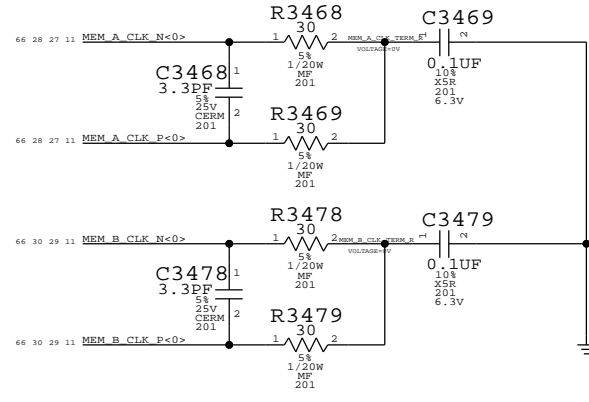 R3468
30
5%
1/20W
MF
201
C3469
0.1UF
10%
X5R
201
6.3V
66 28 27 11 MEM_A_CLK_N<0>
1 2
MEM_A_CLK_TERM_R
VOLTAGE=0V
1 2
C3468
3.3PF
5%
25V
CERM
201
1
2
R3469
30
5%
1/20W
MF
201
66 28 27 11 MEM_A_CLK_P<0>
1 2
R3478
30
5%
1/20W
MF
201
C3479
0.1UF
10%
X5R
201
6.3V
66 30 29 11 MEM_B_CLK_N<0>
1 2
MEM_B_CLK_TERM_R
VOLTAGE=0V
1 2
C3478
3.3PF
5%
25V
CERM
201
1
2
R3479
30
5%
1/20W
MF
201
66 30 29 11 MEM_B_CLK_P<0>
1 2